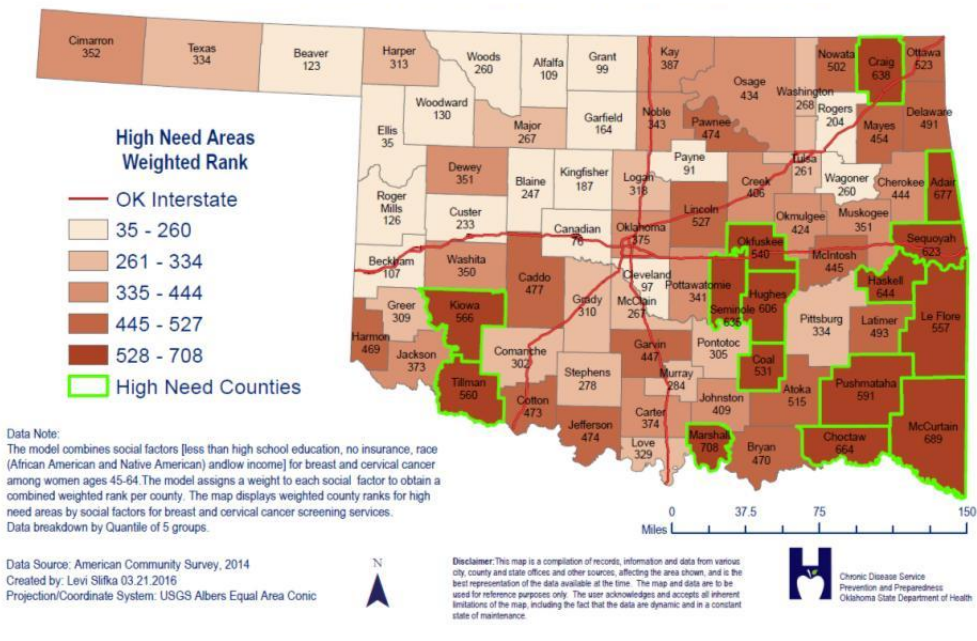 Cimarron
352
Texas
334
Beaver
123
Harper
313
Woods
260
Alfalfa
109
Grant
99
Kay
387
Osage
434
Washington
268
Nowata
502
Craig
638
Ottawa
523
Woodward
130
Ellis
35
Major
267
Garfield
164
Noble
343
Pawnee
474
Rogers
204
Mayes
454
Delaware
491
Dewey
351
Blaine
247
Kingfisher
187
Logan
318
Payne
91
Creek
406
Tulsa
261
Wagoner
260
Cherokee
444
Adair
677
Roger
Mills
126
Custer
233
Canadian
76
Oklahoma
375
Lincoln
527
Okmulgee
424
Muskogee
351
Okfuskee
540
McIntosh
445
Sequoyah
623
Beckham
107
Washita
350
Caddo
477
Grady
310
Cleveland
97
McClain
267
Pottawatomie
341
Seminole
635
Hughes
606
Haskell
644
Pittsburg
334
Latimer
493
Le Flore
557
Greer
309
Kiowa
566
Harmon
469
Jackson
373
Tillman
560
Comanche
302
Cotton
473
Stephens
278
Garvin
447
Murray
284
Pontotoc
305
Coal
531
Atoka
515
Pushmataha
591
McCurtain
689
Jefferson
474
Carter
374
Johnston
409
Love
329
Marshall
708
Bryan
470
Choctaw
664
High Need Areas
Weighted Rank
OK Interstate
35 - 260
261 - 334
335 - 444
445 - 527
528 - 708
High Need Counties
Data Note:
The model combines social factors [less than high school education, no insurance, race
(African American and Native American) andlow income] for breast and cervical cancer
among women ages 45-64.The model assigns a weight to each social factor to obtain a
combined weighted rank per county. The map displays weighted county ranks for high
need areas by social factors for breast and cervical cancer screening services.
Data breakdown by Quantile of 5 groups.
0 37.5 75 150
Miles
Data Source: American Community Survey, 2014
Created by: Levi Slifka 03.21.2016
Projection/Coordinate System: USGS Albers Equal Area Conic
N
Disclaimer: This map is a compilation of records, information and data from various
city, county and state offices and other sources, affecting the area shown, and is the
best representation of the data available at the time. The map and data are to be
used for reference purposes only. The user acknowledges and accepts all inherent
limitations of the map, including the fact that the data are dynamic and in a constant
state of maintenance.
Chronic Disease Service
Prevention and Preparedness
Oklahoma State Department of Health